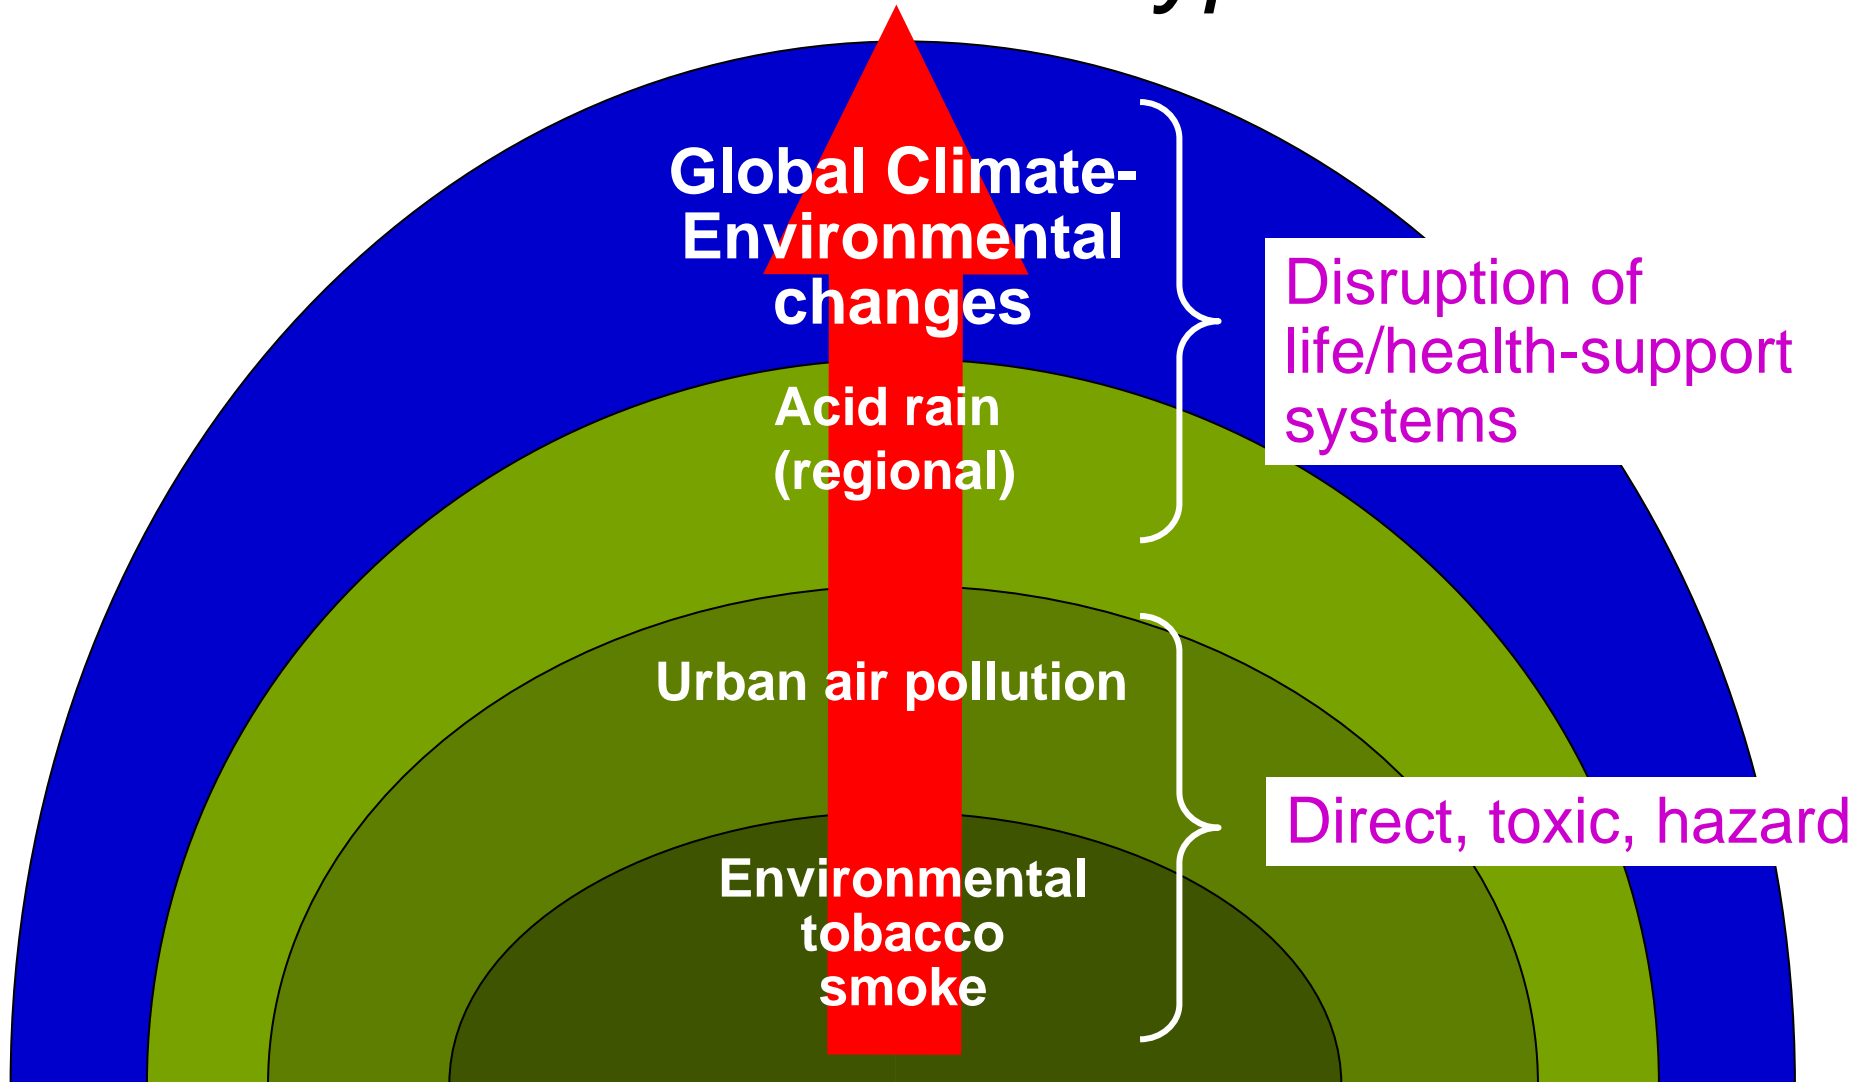 Global Climate-
Environmental
changes
Acid rain
(regional)
Disruption of
life/health-support
systems
Urban air pollution
Direct, toxic, hazard
Environmental
tobacco
smoke